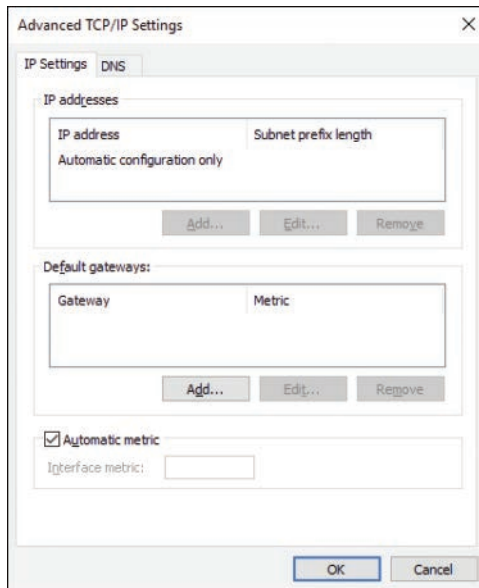 Advanced TCP/IP Settings
IP Settings DNS
IP addresses
IP address Subnet prefix length
Automatic configuration only
Add... Edit... Remove
Default gateways:
Gateway Metric
Add... Edit... Remove
Automatic metric
Interface metric:
OK Cancel